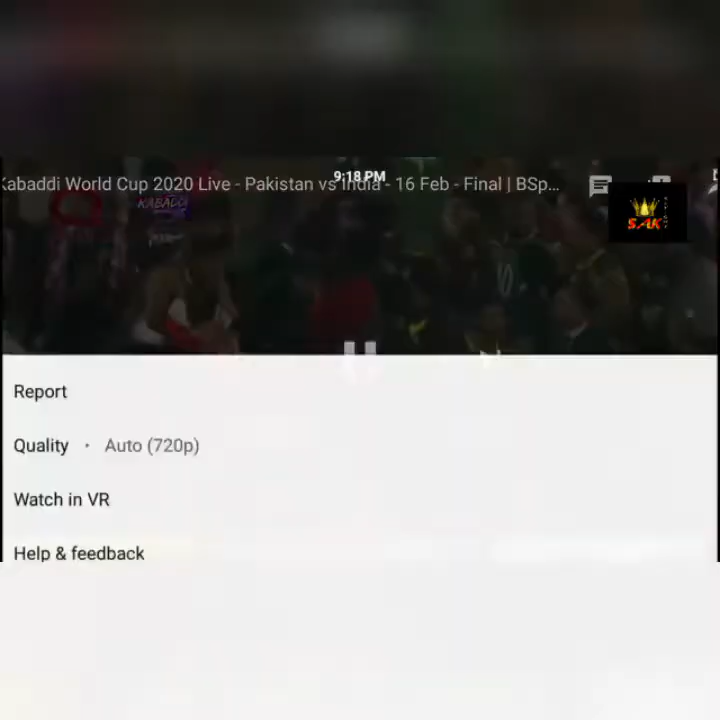 9:18 PM
Kabaddi World Cup 2020 Live - Pakistan vs India - 16 Feb - Final | BSp...
KABADDI
SAK
Report
Quality · Auto (720p)
Watch in VR
Help & feedback